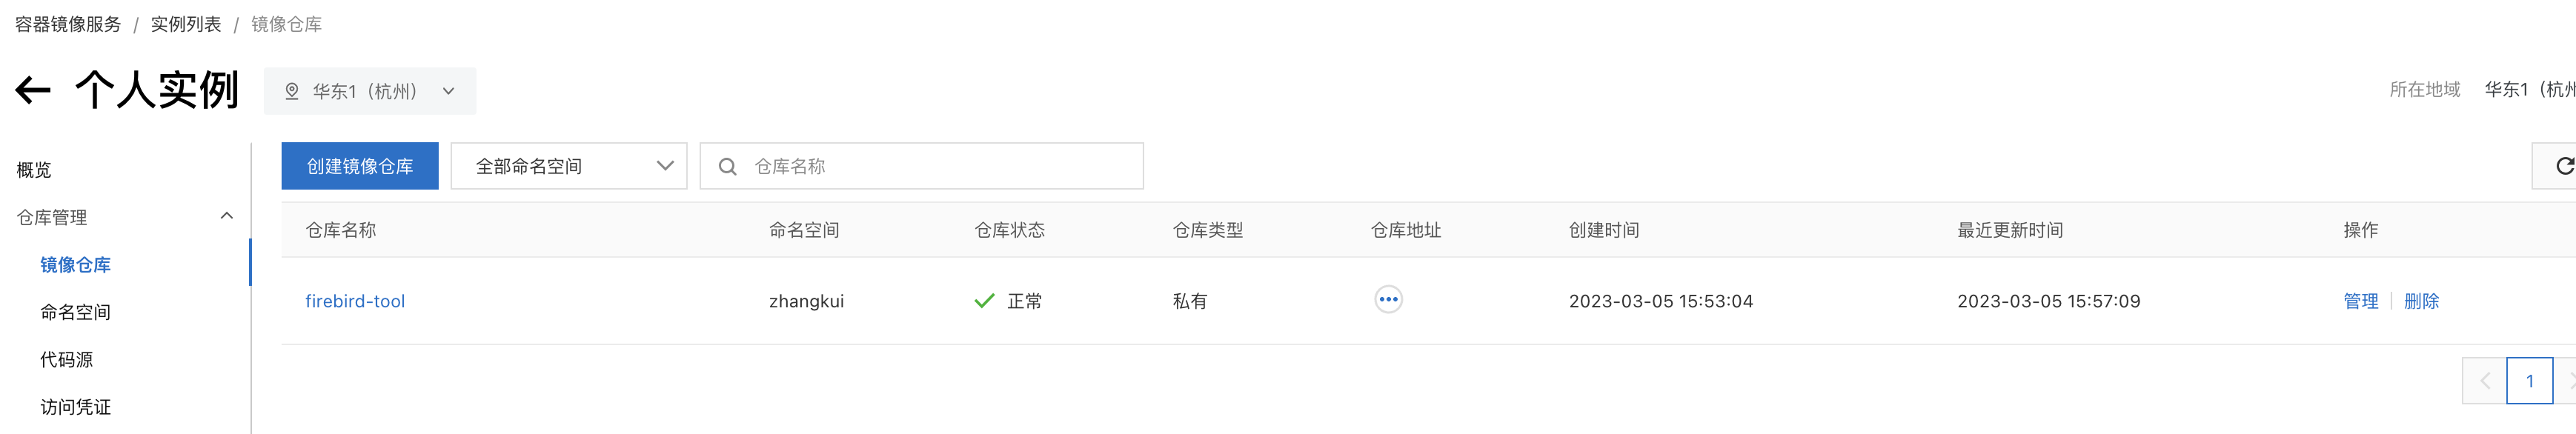 容器镜像服务 / 实例列表 / 镜像仓库
个人实例 华东1（杭州） 所在地域 华东1（杭州
概览
仓库管理
镜像仓库
命名空间
代码源
访问凭证
创建镜像仓库 全部命名空间 仓库名称
仓库名称 命名空间 仓库状态 仓库类型 仓库地址 创建时间 最近更新时间 操作
firebird-tool zhangkui 正常 私有 2023-03-05 15:53:04 2023-03-05 15:57:09 管理 删除
1